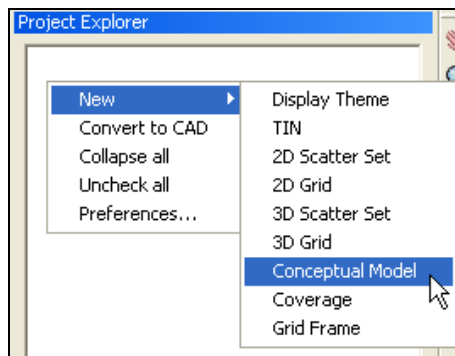 Project Explorer
New
Convert to CAD
Collapse all
Uncheck all
Preferences...
Display Theme
TIN
2D Scatter Set
2D Grid
3D Scatter Set
3D Grid
Conceptual Model
Coverage
Grid Frame